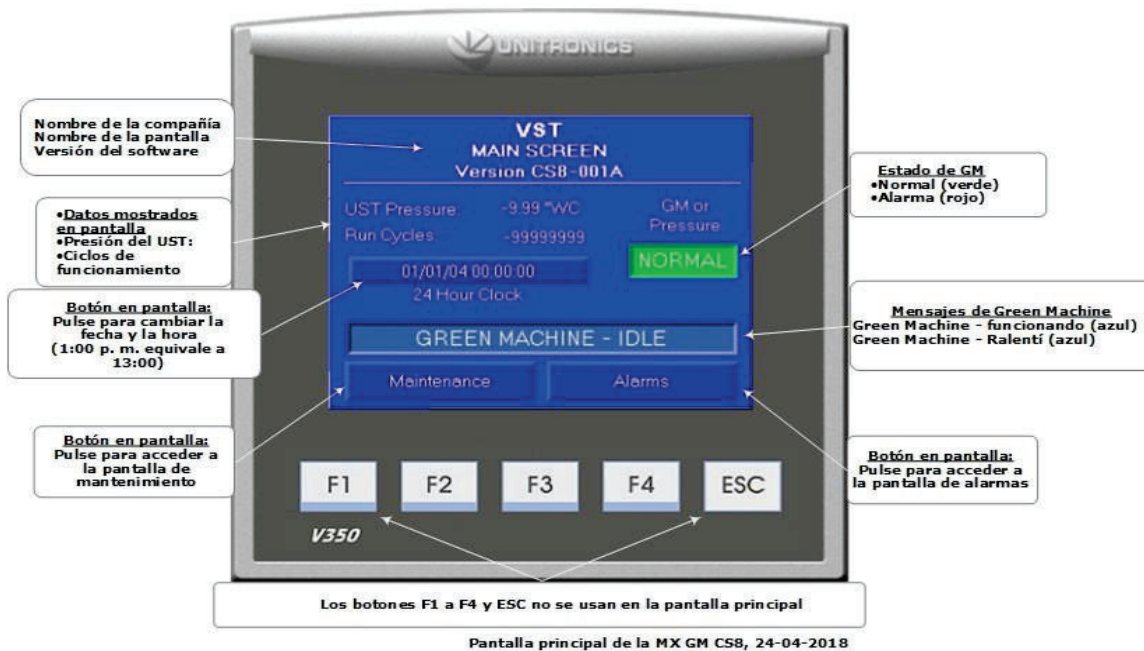 UNITRONICS
Nombre de la compañía
Nombre de la pantalla
Versión del software
VST
MAIN SCREEN
Version CS8-001A
Estado de GM
•Normal (verde)
•Alarma (rojo)
•Datos mostrados
en pantalla
•Presión del UST:
•Ciclos de
funcionamiento
UST Pressure: -9.99 "WC
Run Cycles: -99999999
GM or
Pressure
NORMAL
01/01/04 00:00:00
24 Hour Clock
Botón en pantalla:
Pulse para cambiar la
fecha y la hora
(1:00 p. m. equivale a
13:00)
Mensajes de Green Machine
Green Machine - funcionando (azul)
Green Machine - Ralentí (azul)
GREEN MACHINE - IDLE
Maintenance
Alarms
Botón en pantalla:
Pulse para acceder a
la pantalla de
mantenimiento
Botón en pantalla:
Pulse para acceder a
la pantalla de alarmas
F1 F2 F3 F4 ESC
V350
Los botones F1 a F4 y ESC no se usan en la pantalla principal
Pantalla principal de la MX GM CS8, 24-04-2018